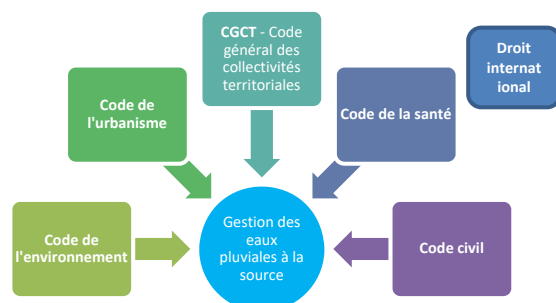 CGCT - Code
général des
collectivités
territoriales
Droit
internat
ional
Code de
l'urbanisme
Code de la santé
Code de
l'environnement
Gestion des
eaux
pluviales à la
source
Code civil